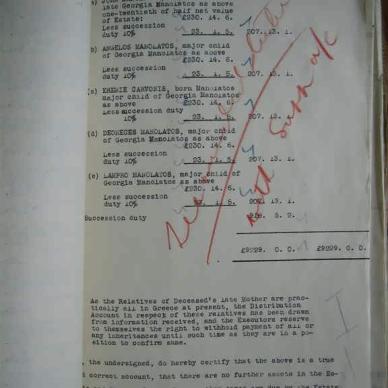 a)
late Georgia Manolatos as above
one-twentieth of half net value
of Estate: £230. 14. 6.
Less succession
duty 10% 23. 1. 5. 207. 13. 1.
b) ANGELOS MANOLATOS, major child
of Georgia Manolatos as above
£230. 14. 6.
Less succession
duty 10% 23. 1. 5. 207. 13. 1.
(c) EREMIE CANTONIS, born Manolatos
major child of Georgia Manolatos
as above £230. 14. 6.
Less succession duty
10% 23. 1. 5. 207. 13. 1.
(d) MANOLATOS, major child
of Georgia Manolatos as above
£230. 14. 6.
Less succession duty
10% 23. 1. 5. 207. 13. 1.
(e) LAMPRO MANOLATOS, major child of
Georgia Manolatos as above
£230. 14. 6.
Less succession
duty 10% 23. 1. 5. 207. 13. 1.
Succession duty
£9229. 0. 0. £9229. 0. 0.
See
with Supp a/c
As the Relatives of Deceased's late Mother are prac-
tically all in Greece at present, the Distribution
Account in respect of these relatives has been drawn
from information received, and the Executors reserve
to themselves the right to withhold payment of all or
any inheritances until such time as they are in a po-
sition to confirm same.
, the undersigned, do hereby certify that the above is a true
correct account, that there are no further assets in the Es-